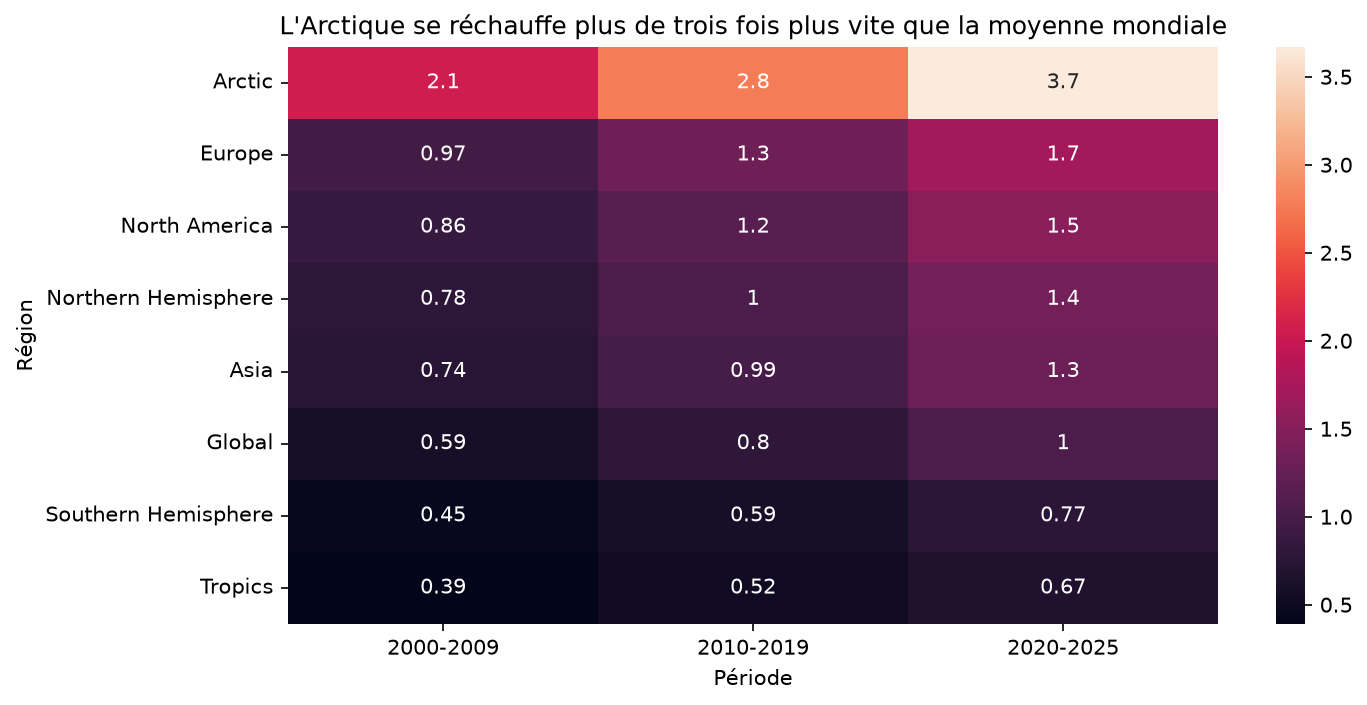 L'Arctique se réchauffe plus de trois fois plus vite que la moyenne mondiale
Arctic 2.1 2.8 3.7
Europe 0.97 1.3 1.7
North America 0.86 1.2 1.5
Northern Hemisphere 0.78 1 1.4
Asia 0.74 0.99 1.3
Global 0.59 0.8 1
Southern Hemisphere 0.45 0.59 0.77
Tropics 0.39 0.52 0.67
2000-2009 2010-2019 2020-2025
Période
Région
3.5
3.0
2.5
2.0
1.5
1.0
0.5